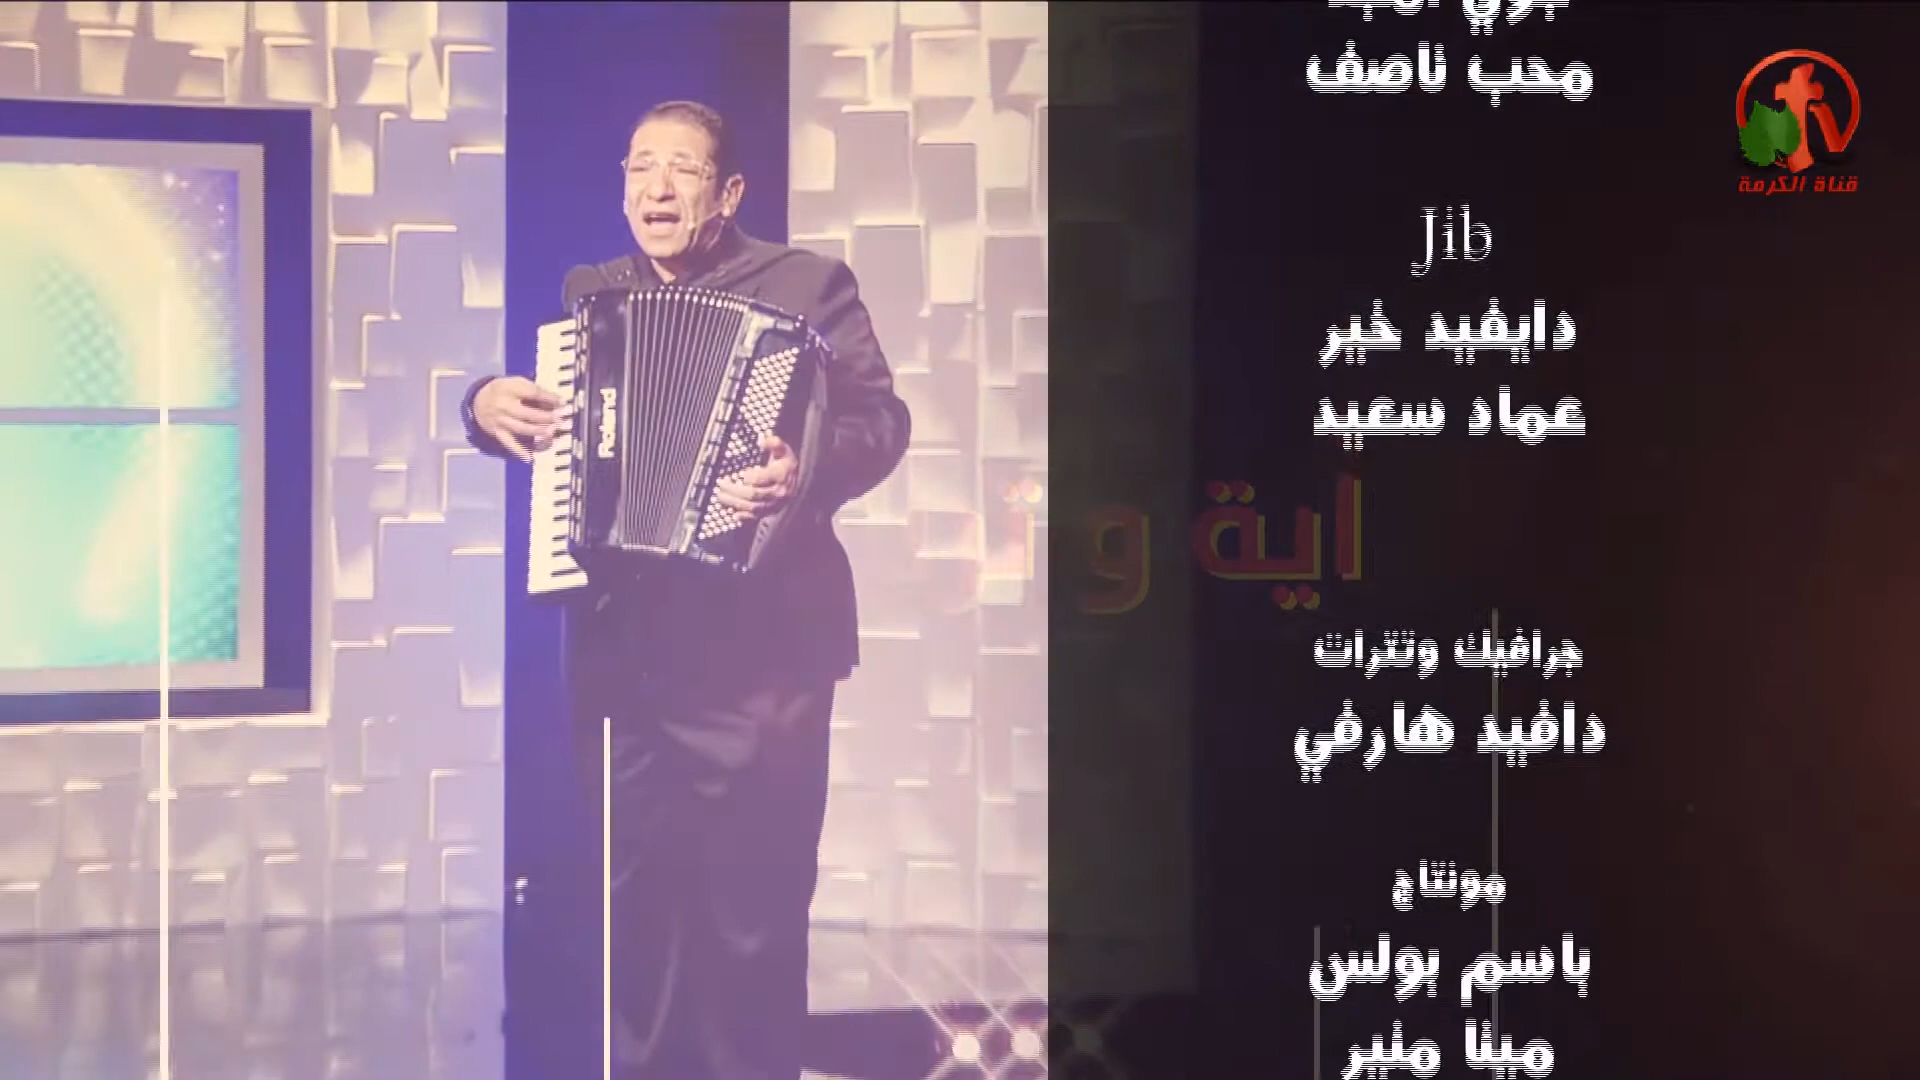 محب ناصف
قناة الكرمة
Jib
دايفيد خير
عماد سعيد
Roland
اية و
جرافيك وتترات
دافيد هارفي
مونتاج
باسم بولس
مينا منير